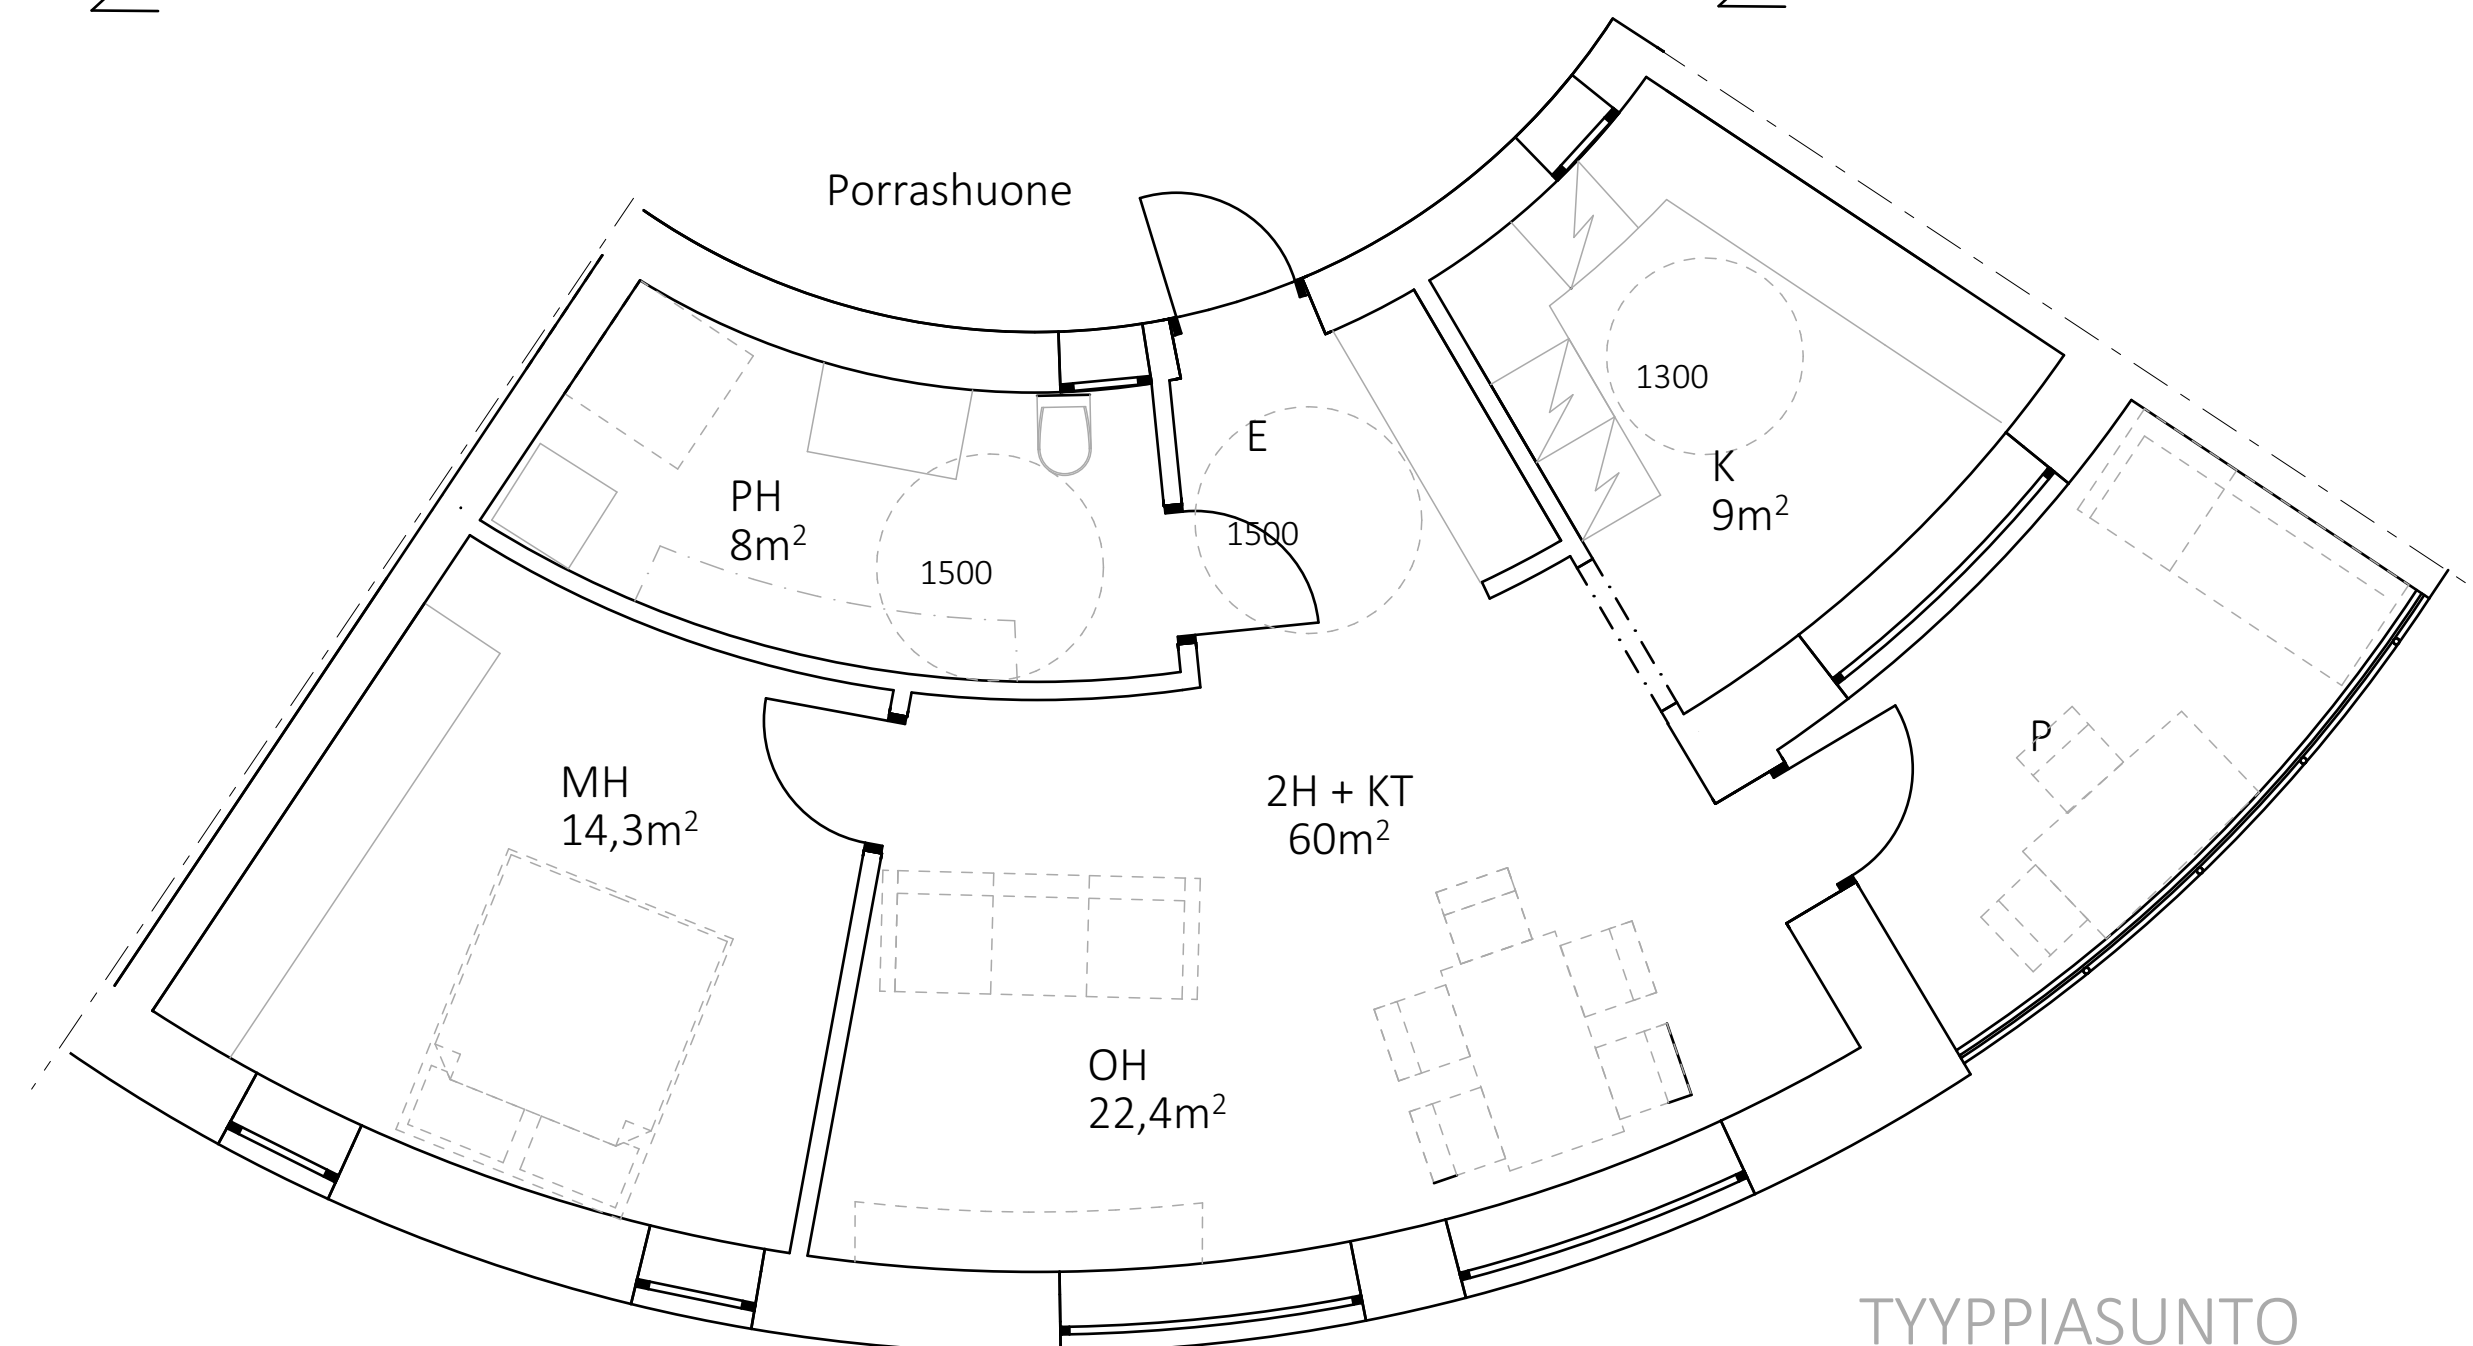 Porrashuone
1300
E
K
9m²
PH
8m²
1500
1500
P
MH
14,3m²
2H + KT
60m²
OH
22,4m²
TYYPPIASUNTO